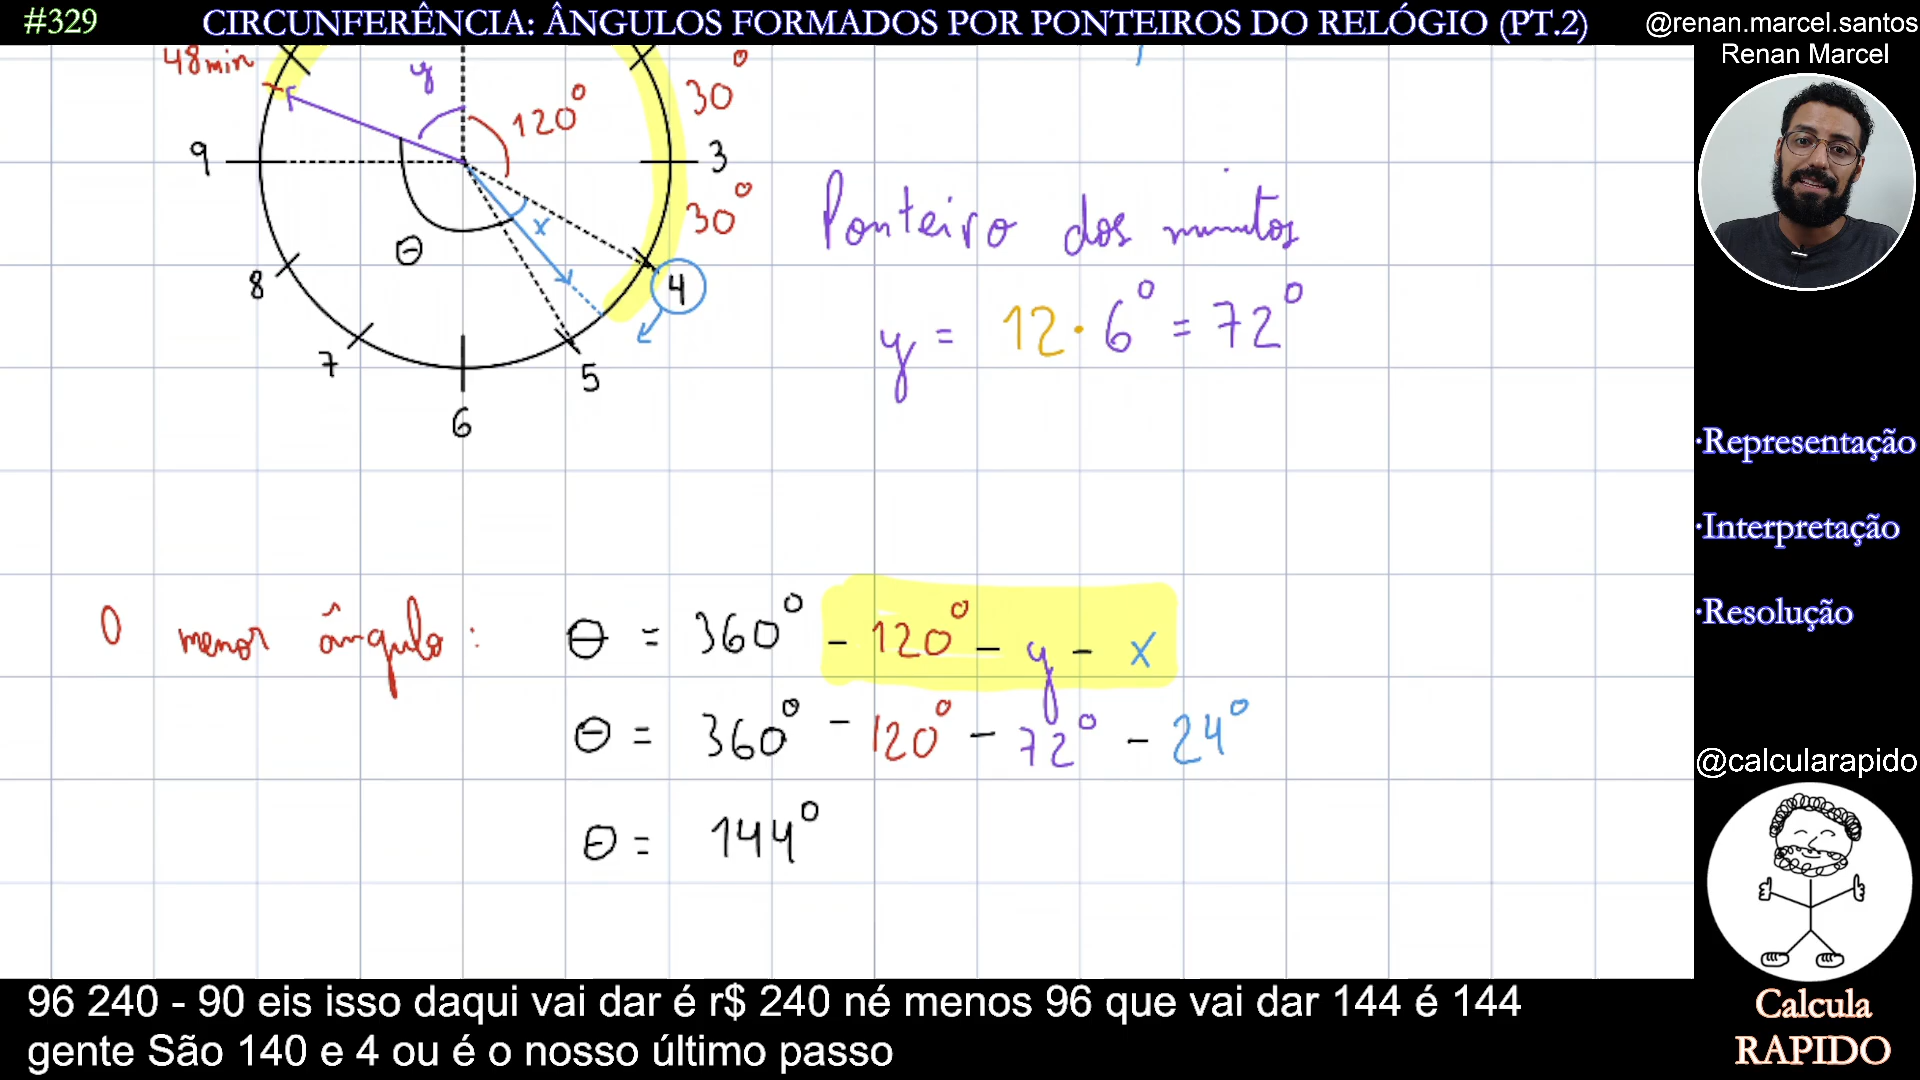 #329
CIRCUNFERÊNCIA: ÂNGULOS FORMADOS POR PONTEIROS DO RELÓGIO (PT.2)
@renan.marcel.santos
Renan Marcel
48min
y
120°
30°
9
3
30°
Ponteiro dos minutos
x
θ
8
4
y = 12 · 6° = 72°
7
5
6
·Representação
·Interpretação
·Resolução
O menor ângulo: θ = 360° - 120° - y - x
θ = 360° - 120° - 72° - 24°
θ = 144°
@calcularapido
Calcula
RAPIDO
96 240 - 90 eis isso daqui vai dar é r$ 240 né menos 96 que vai dar 144 é 144
gente São 140 e 4 ou é o nosso último passo